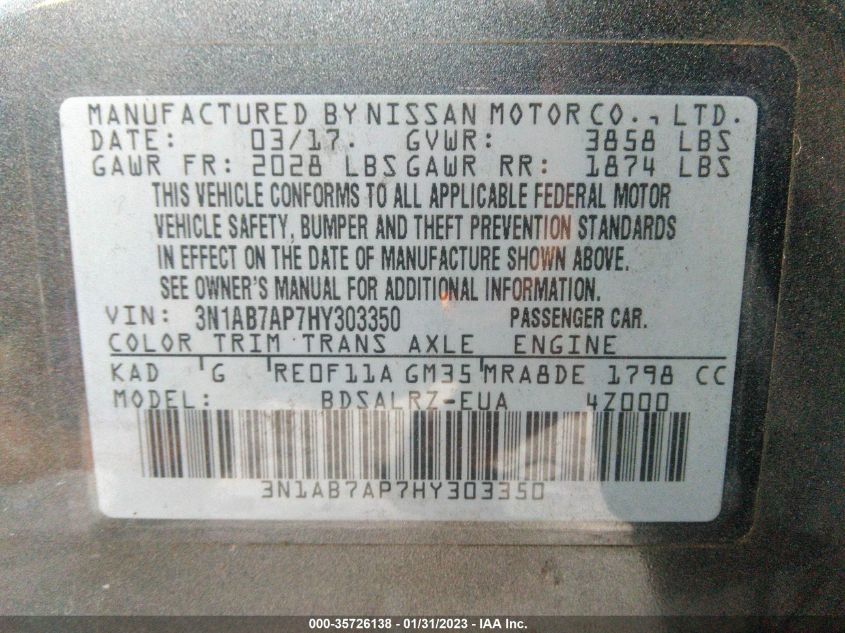 MANUFACTURED BY NISSAN MOTOR CO., LTD.
DATE: 03/17. GVWR: 3858 LBS
GAWR FR: 2028 LBS GAWR RR: 1874 LBS
THIS VEHICLE CONFORMS TO ALL APPLICABLE FEDERAL MOTOR
VEHICLE SAFETY, BUMPER AND THEFT PREVENTION STANDARDS
IN EFFECT ON THE DATE OF MANUFACTURE SHOWN ABOVE.
SEE OWNER'S MANUAL FOR ADDITIONAL INFORMATION.
VIN: 3N1AB7AP7HY303350 PASSENGER CAR.
COLOR TRIM TRANS AXLE ENGINE
KAD G RE0F11A GM35 MRA8DE 1798 CC
MODEL: BDSALRZ-EUA 4Z000
3N1AB7AP7HY303350
000-35726138 - 01/31/2023 - IAA Inc.